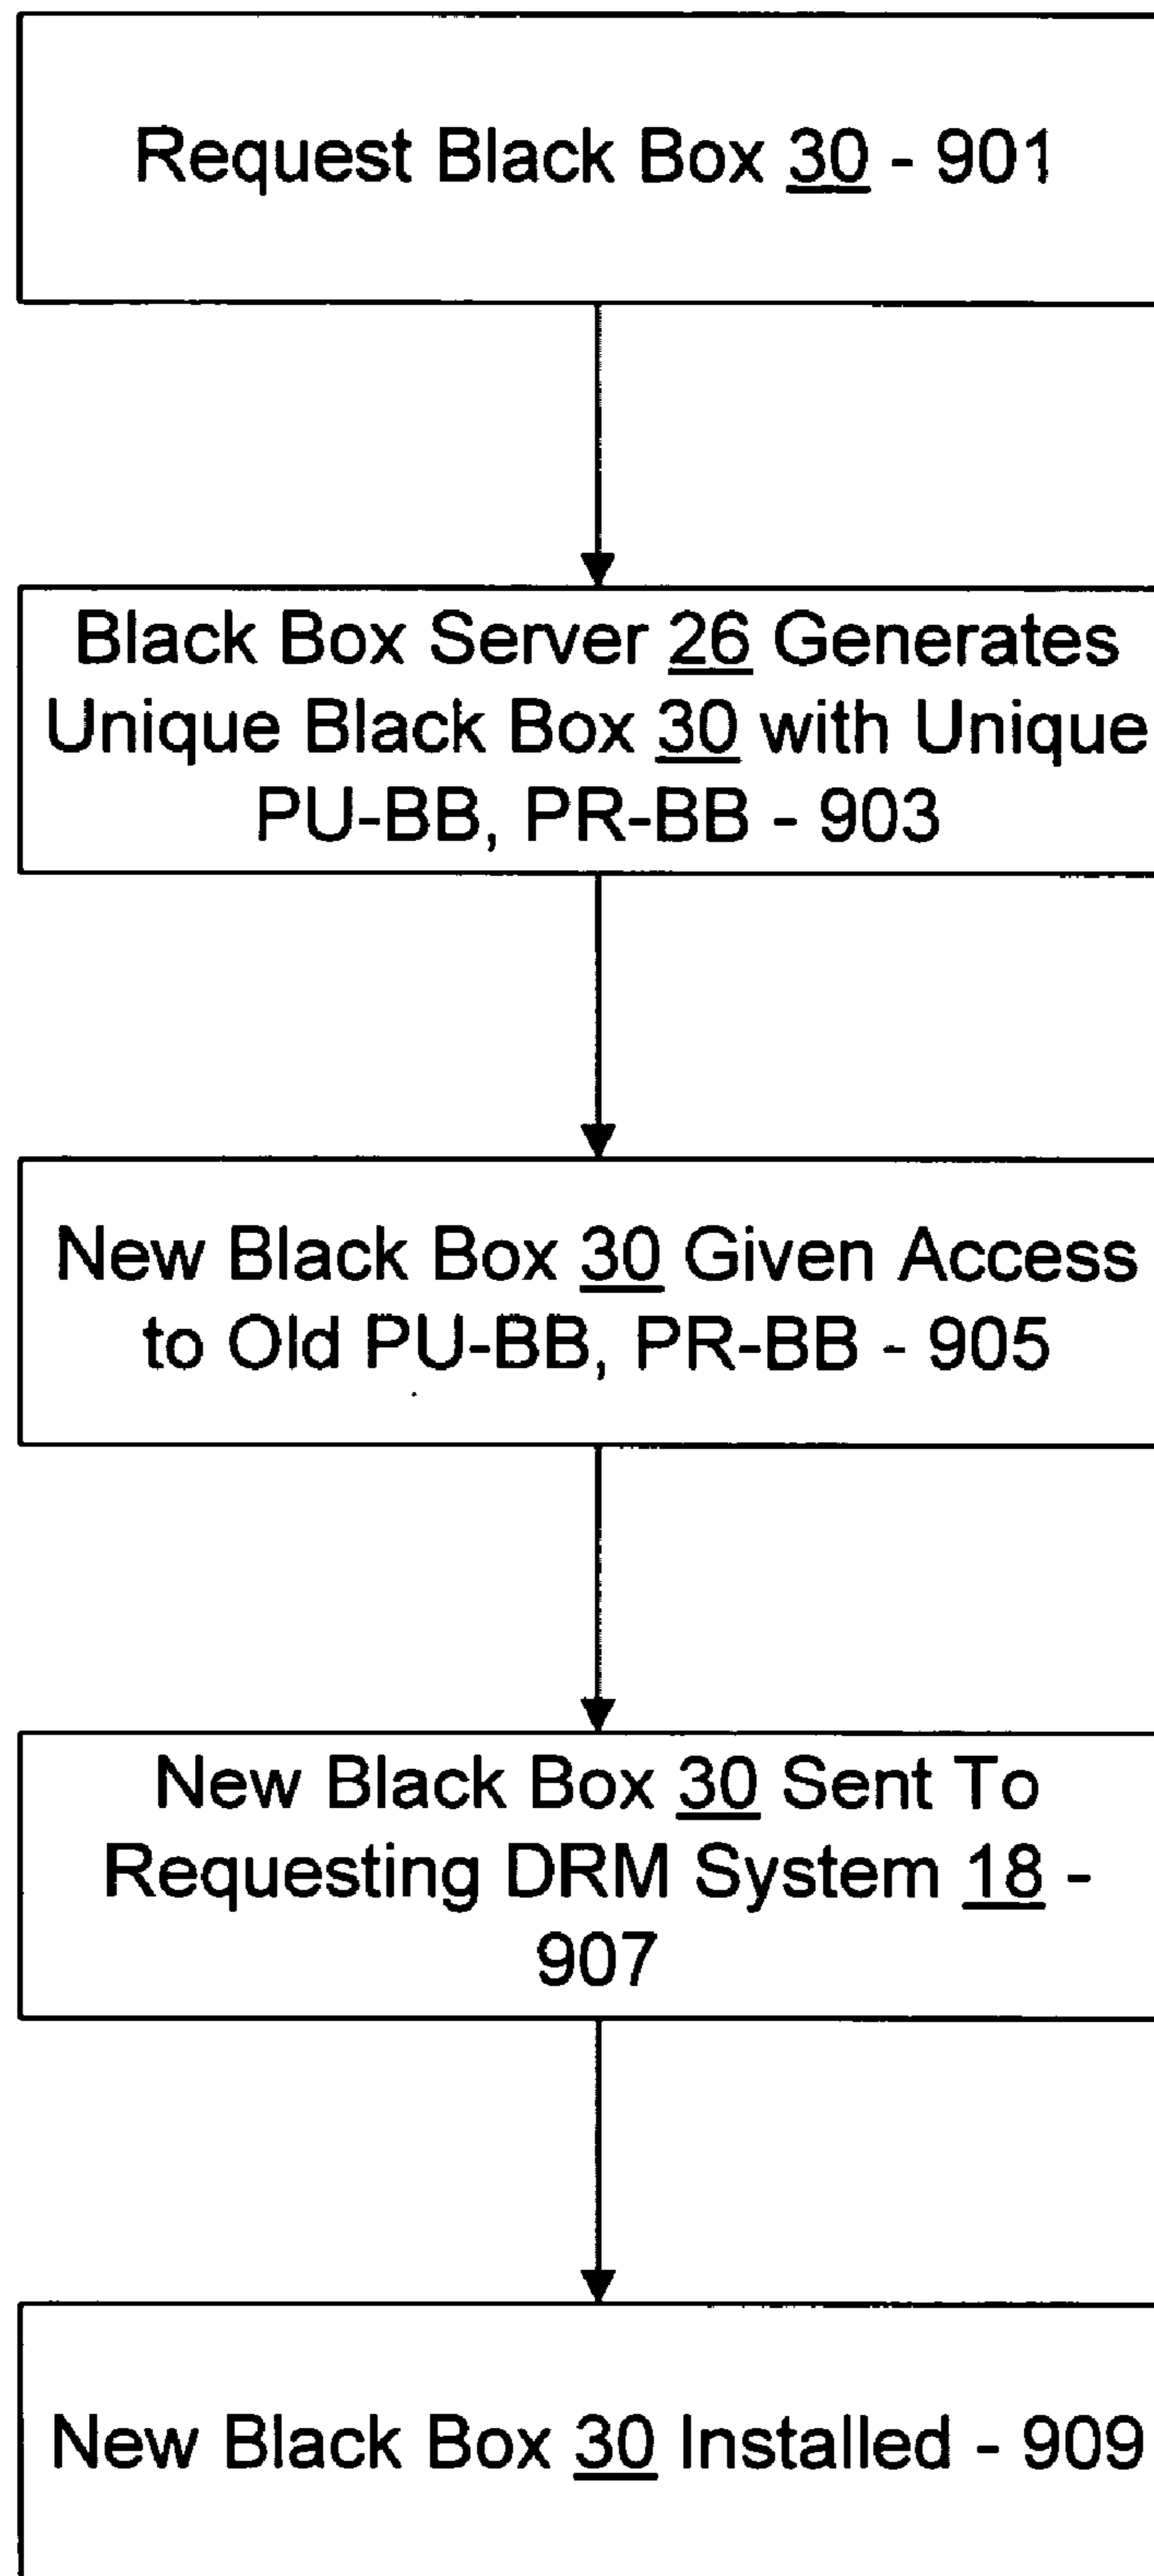 Request Black Box 30 - 901
Black Box Server 26 Generates
Unique Black Box 30 with Unique
PU-BB, PR-BB - 903
New Black Box 30 Given Access
to Old PU-BB, PR-BB - 905
New Black Box 30 Sent To
Requesting DRM System 18 -
907
New Black Box 30 Installed - 909